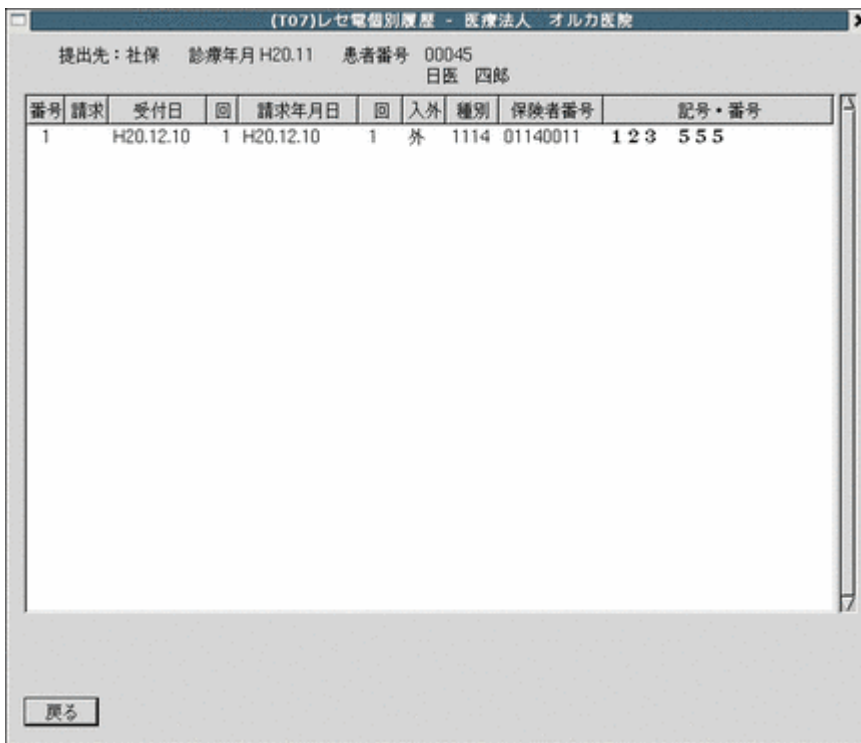 (T07)レセ電個別履歴 - 医療法人 オルカ医院
提出先：社保 診療年月 H20.11 患者番号 00045
日医 四郎
番号 請求 受付日 回 請求年月日 回 入外 種別 保険者番号 記号・番号
1 H20.12.10 1 H20.12.10 1 外 1114 01140011 １２３ ５５５
戻る